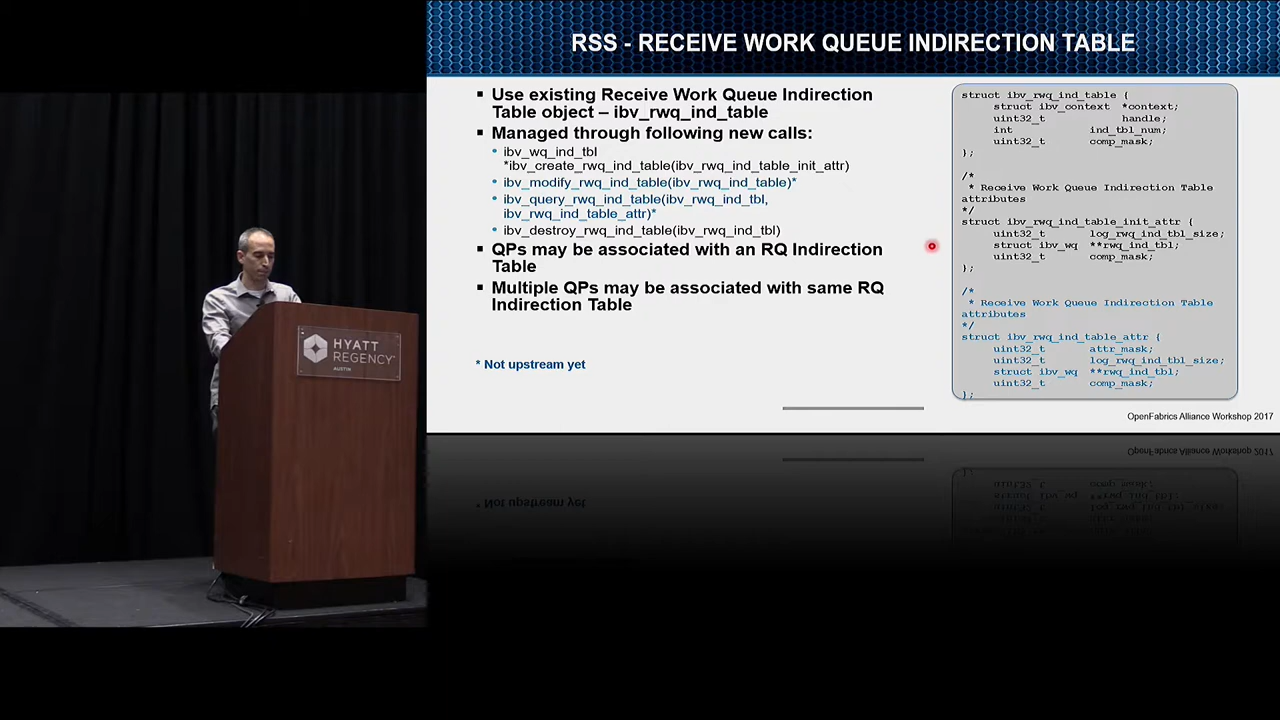 RSS - RECEIVE WORK QUEUE INDIRECTION TABLE
▪ Use existing Receive Work Queue Indirection
Table object – ibv_rwq_ind_table
▪ Managed through following new calls:
• ibv_wq_ind_tbl
*ibv_create_rwq_ind_table(ibv_rwq_ind_table_init_attr)
• ibv_modify_rwq_ind_table(ibv_rwq_ind_table)*
• ibv_query_rwq_ind_table(ibv_rwq_ind_tbl,
ibv_rwq_ind_table_attr)*
• ibv_destroy_rwq_ind_table(ibv_rwq_ind_tbl)
▪ QPs may be associated with an RQ Indirection
Table
▪ Multiple QPs may be associated with same RQ
Indirection Table
* Not upstream yet
struct ibv_rwq_ind_table {
struct ibv_context *context;
uint32_t handle;
int ind_tbl_num;
uint32_t comp_mask;
};
/*
* Receive Work Queue Indirection Table
attributes
*/
struct ibv_rwq_ind_table_init_attr {
uint32_t log_rwq_ind_tbl_size;
struct ibv_wq **rwq_ind_tbl;
uint32_t comp_mask;
};
/*
* Receive Work Queue Indirection Table
attributes
*/
struct ibv_rwq_ind_table_attr {
uint32_t attr_mask;
uint32_t log_rwq_ind_tbl_size;
struct ibv_wq **rwq_ind_tbl;
uint32_t comp_mask;
};
OpenFabrics Alliance Workshop 2017
HYATT
REGENCY
AUSTIN